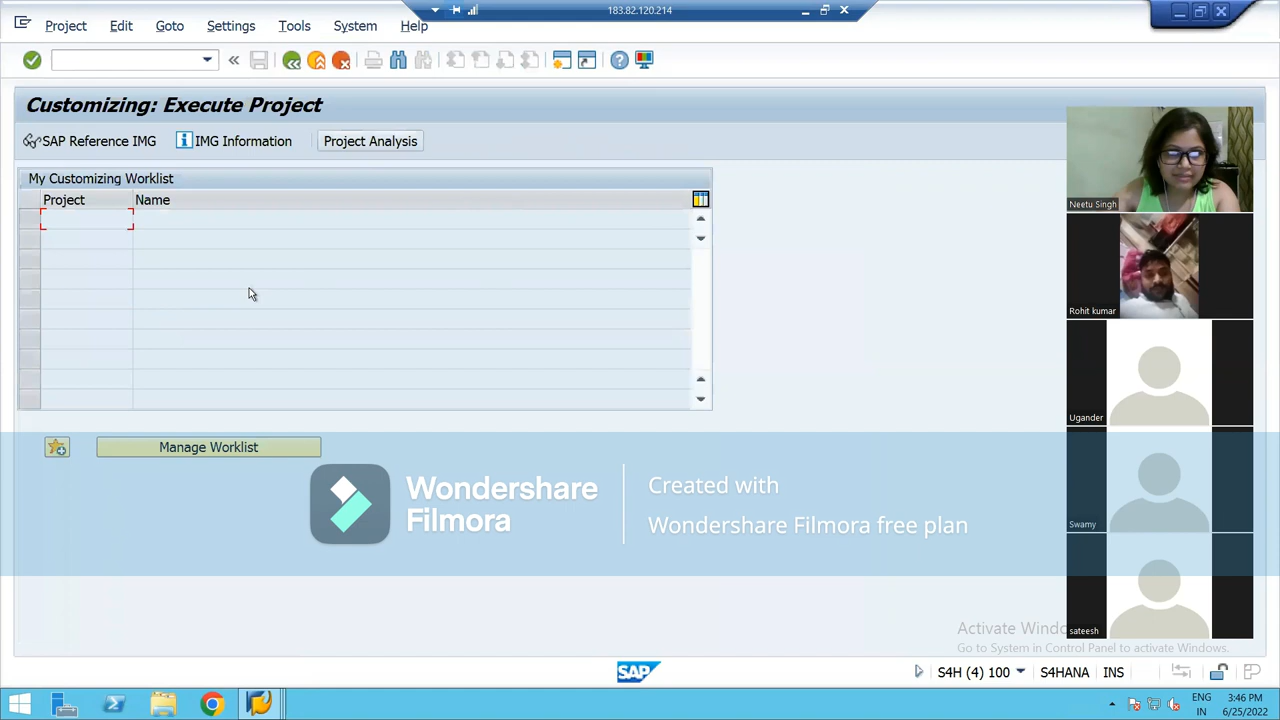 183.82.120.214
Project Edit Goto Settings Tools System Help
Customizing: Execute Project
SAP Reference IMG IMG Information Project Analysis
My Customizing Worklist
Project Name
Neetu Singh
Rohit kumar
Ugander
Manage Worklist
Wondershare
Filmora
Created with
Wondershare Filmora free plan
Swamy
sateesh
Activate Windo
Go to System in Control Panel to activate Windows.
SAP
S4H (4) 100 S4HANA INS
ENG
IN
3:46 PM
6/25/2022